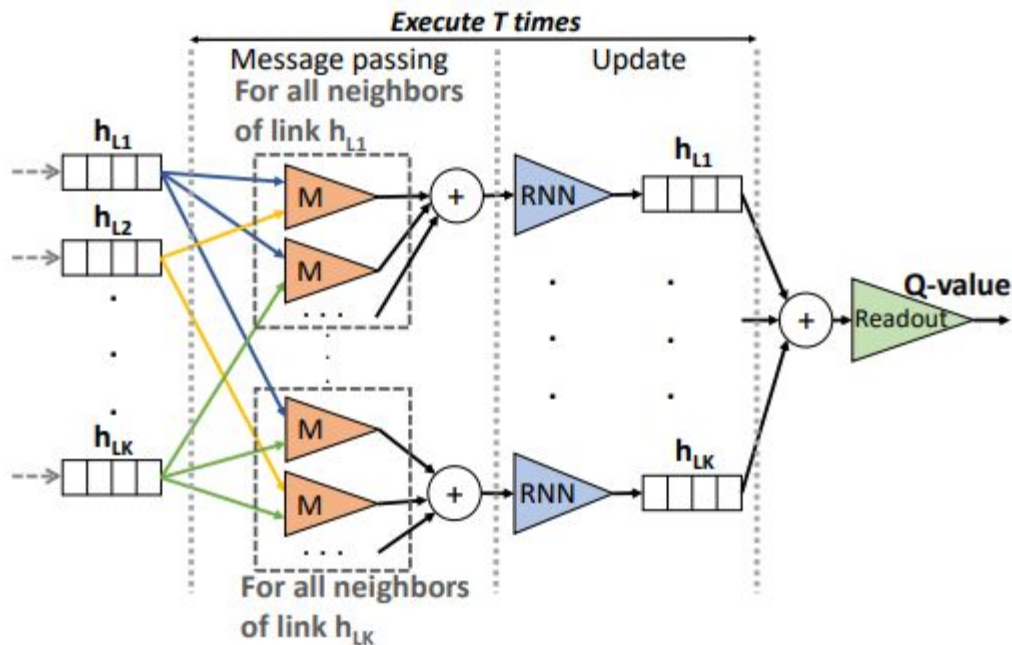 Execute T times
Message passing
Update
For all neighbors
of link hL1
hL1
M
+
RNN
hL1
hL2
M
. . .
Q-value
+
Readout
hLK
M
+
RNN
hLK
M
. . .
For all neighbors
of link hLK